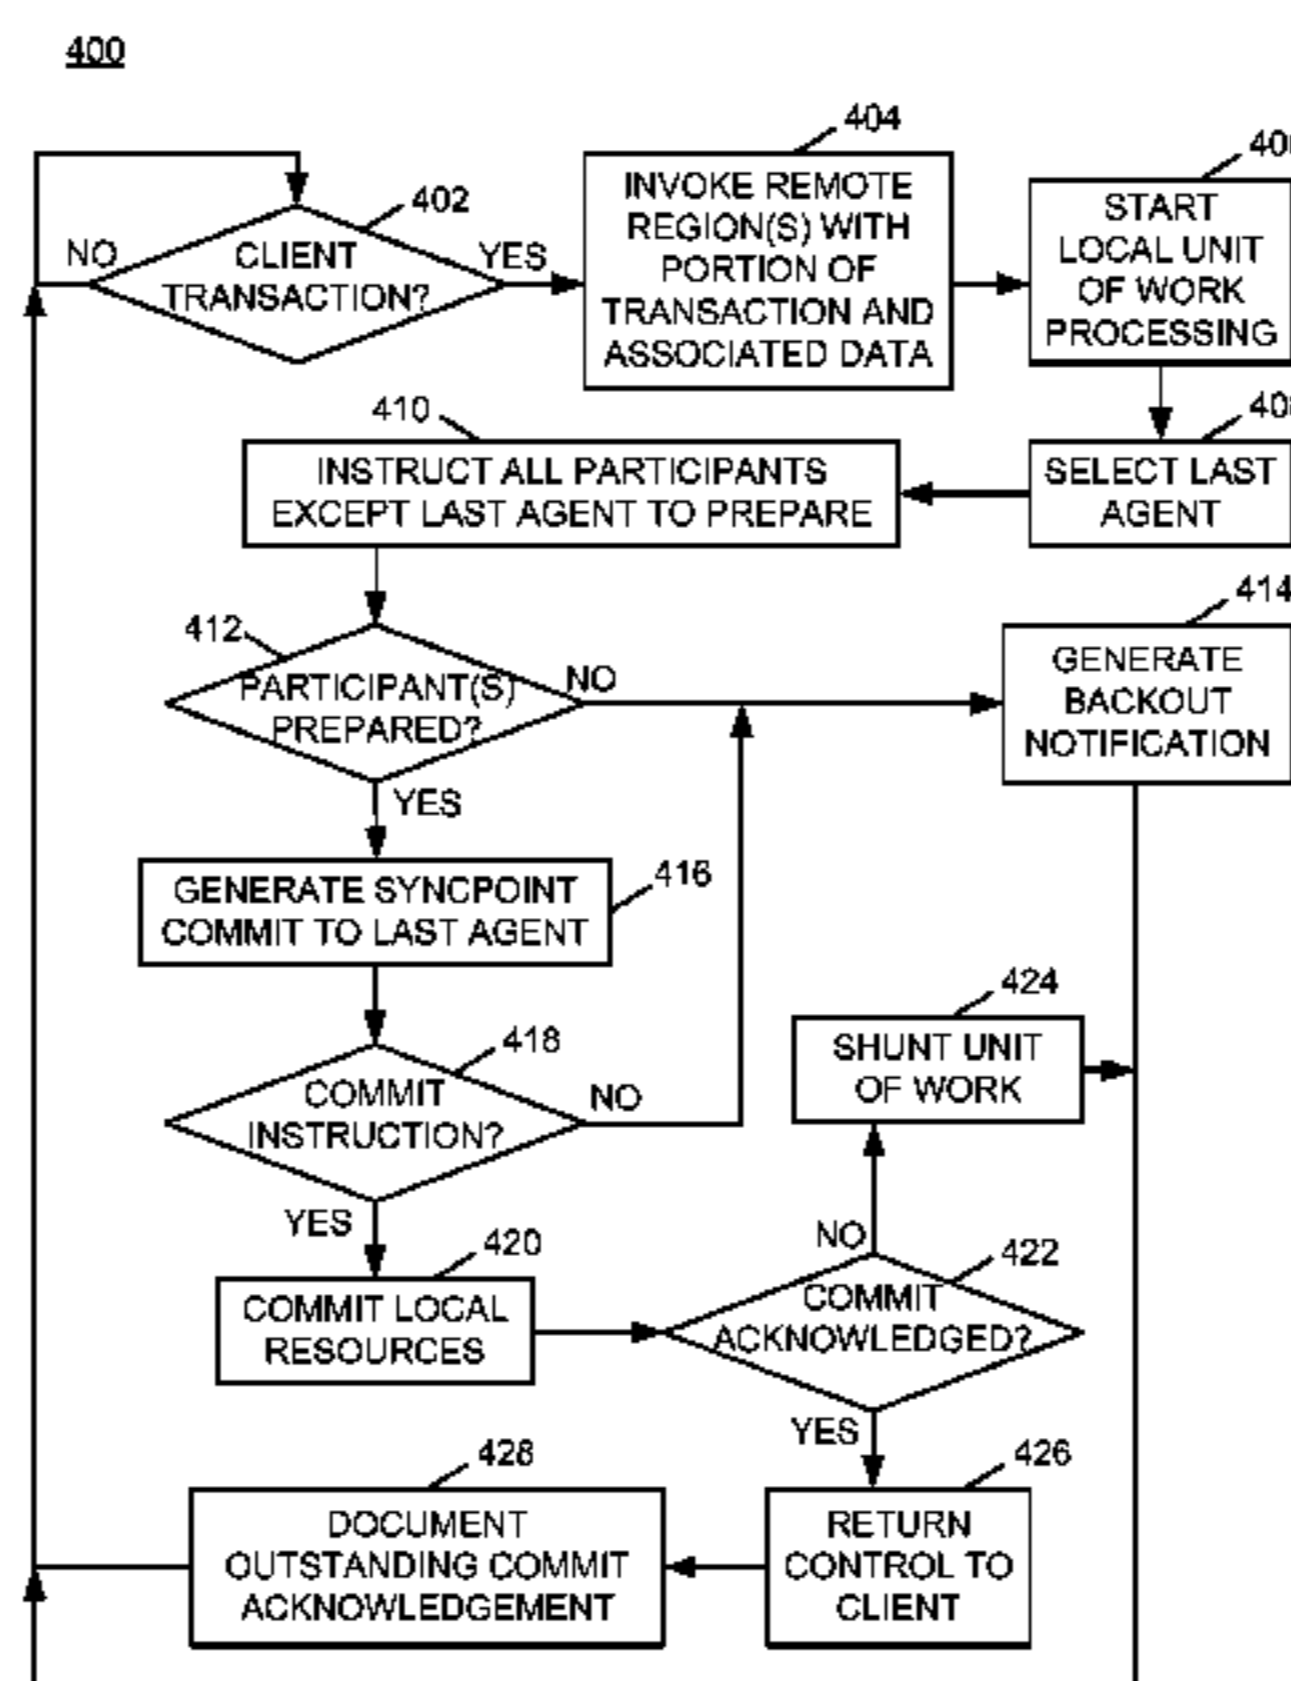 400
402
CLIENT
TRANSACTION?
NO
YES
404
INVOKE REMOTE
REGION(S) WITH
PORTION OF
TRANSACTION AND
ASSOCIATED DATA
START
LOCAL UNIT
OF WORK
PROCESSING
SELECT LAST
AGENT
410
INSTRUCT ALL PARTICIPANTS
EXCEPT LAST AGENT TO PREPARE
412
PARTICIPANT(S)
PREPARED?
NO
YES
414
GENERATE
BACKOUT
NOTIFICATION
416
GENERATE SYNCPOINT
COMMIT TO LAST AGENT
418
COMMIT
INSTRUCTION?
NO
YES
420
COMMIT LOCAL
RESOURCES
422
COMMIT
ACKNOWLEDGED?
NO
YES
424
SHUNT UNIT
OF WORK
426
RETURN
CONTROL TO
CLIENT
428
DOCUMENT
OUTSTANDING COMMIT
ACKNOWLEDGEMENT